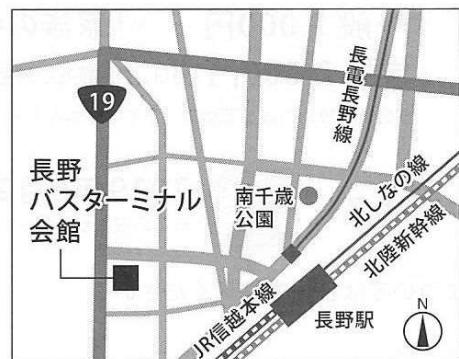 19
長電長野線
長野
バスターミナル
会館
南千歳
公園
北しなの線
北陸新幹線
JR信越本線
長野駅
N